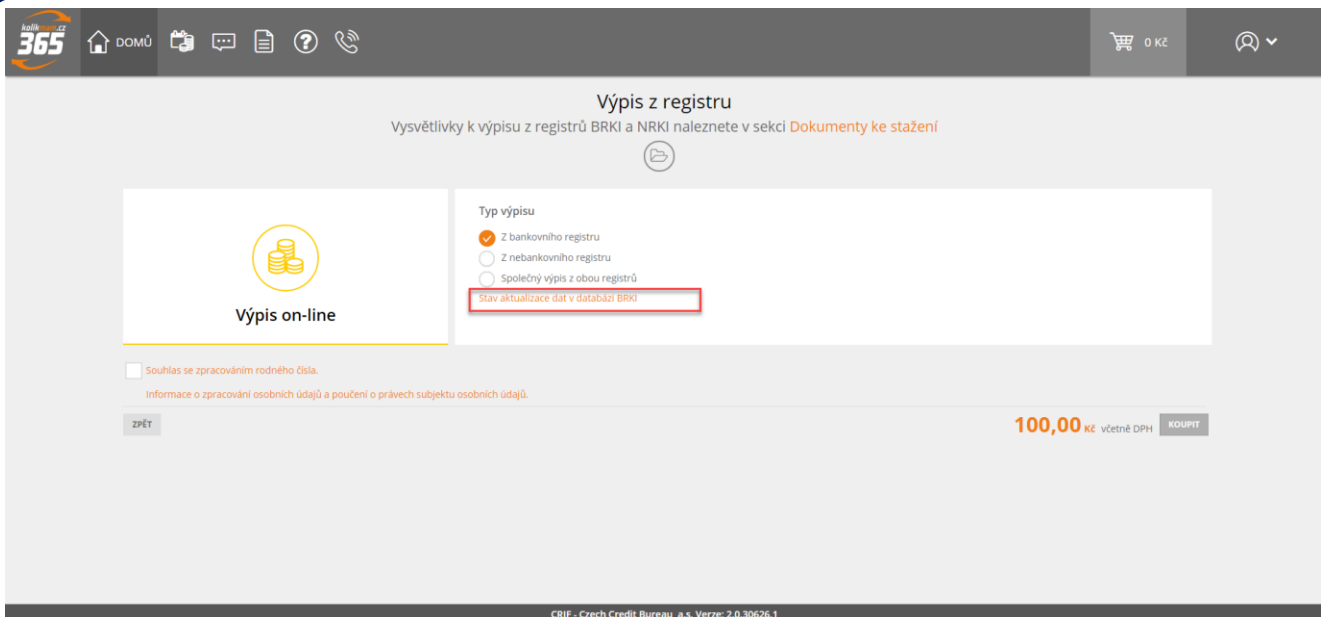 kolikmam.cz
365
DOMŮ
0 Kč
Výpis z registru
Vysvětlivky k výpisu z registrů BRKI a NRKI naleznete v sekci Dokumenty ke stažení
Výpis on-line
Typ výpisu
Z bankovního registru
Z nebankovního registru
Společný výpis z obou registrů
Stav aktualizace dat v databázi BRKI
Souhlas se zpracováním rodného čísla.
Informace o zpracování osobních údajů a poučení o právech subjektu osobních údajů.
ZPĚT
100,00 Kč včetně DPH KOUPIT
CRIF - Czech Credit Bureau, a.s. Verze: 2.0.30626.1